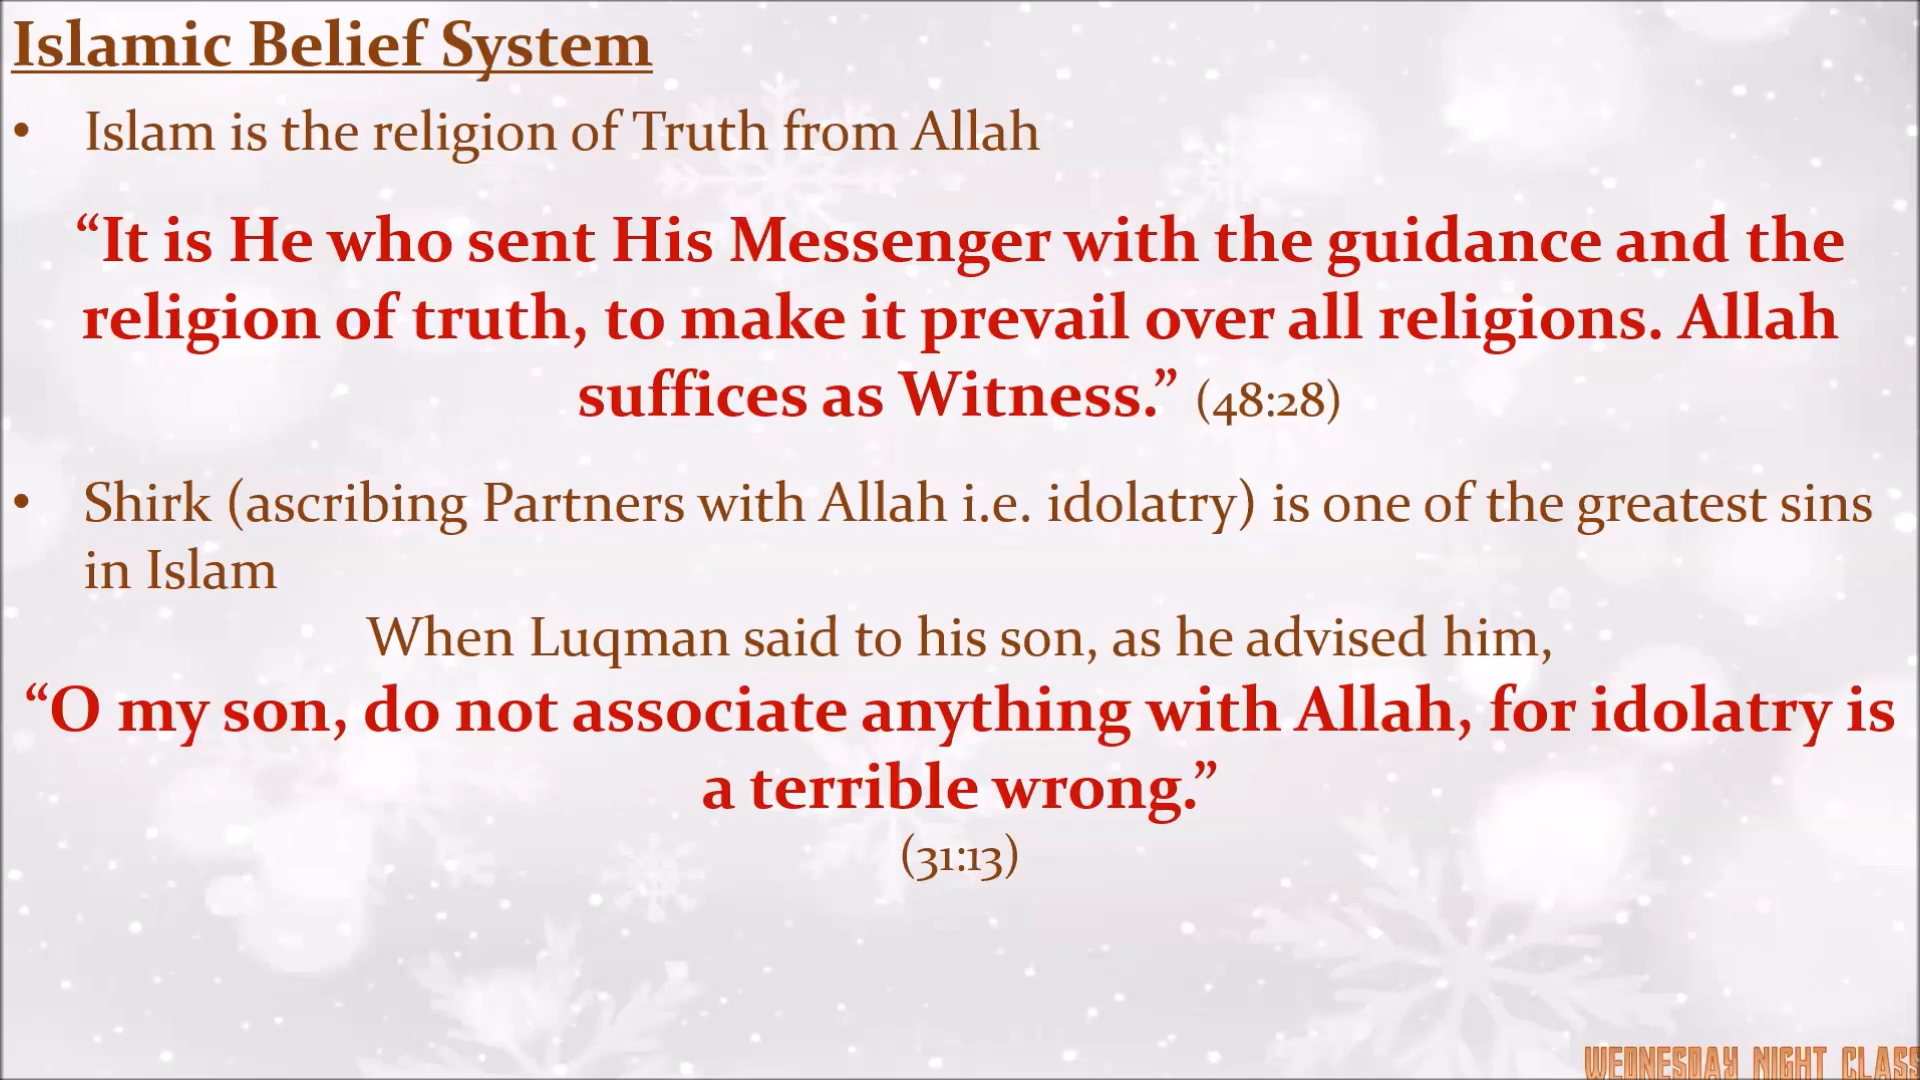 Islamic Belief System
• Islam is the religion of Truth from Allah
“It is He who sent His Messenger with the guidance and the
religion of truth, to make it prevail over all religions. Allah
suffices as Witness.” (48:28)
• Shirk (ascribing Partners with Allah i.e. idolatry) is one of the greatest sins
in Islam
When Luqman said to his son, as he advised him,
“O my son, do not associate anything with Allah, for idolatry is
a terrible wrong.”
(31:13)
WEDNESDAY NIGHT CLASS